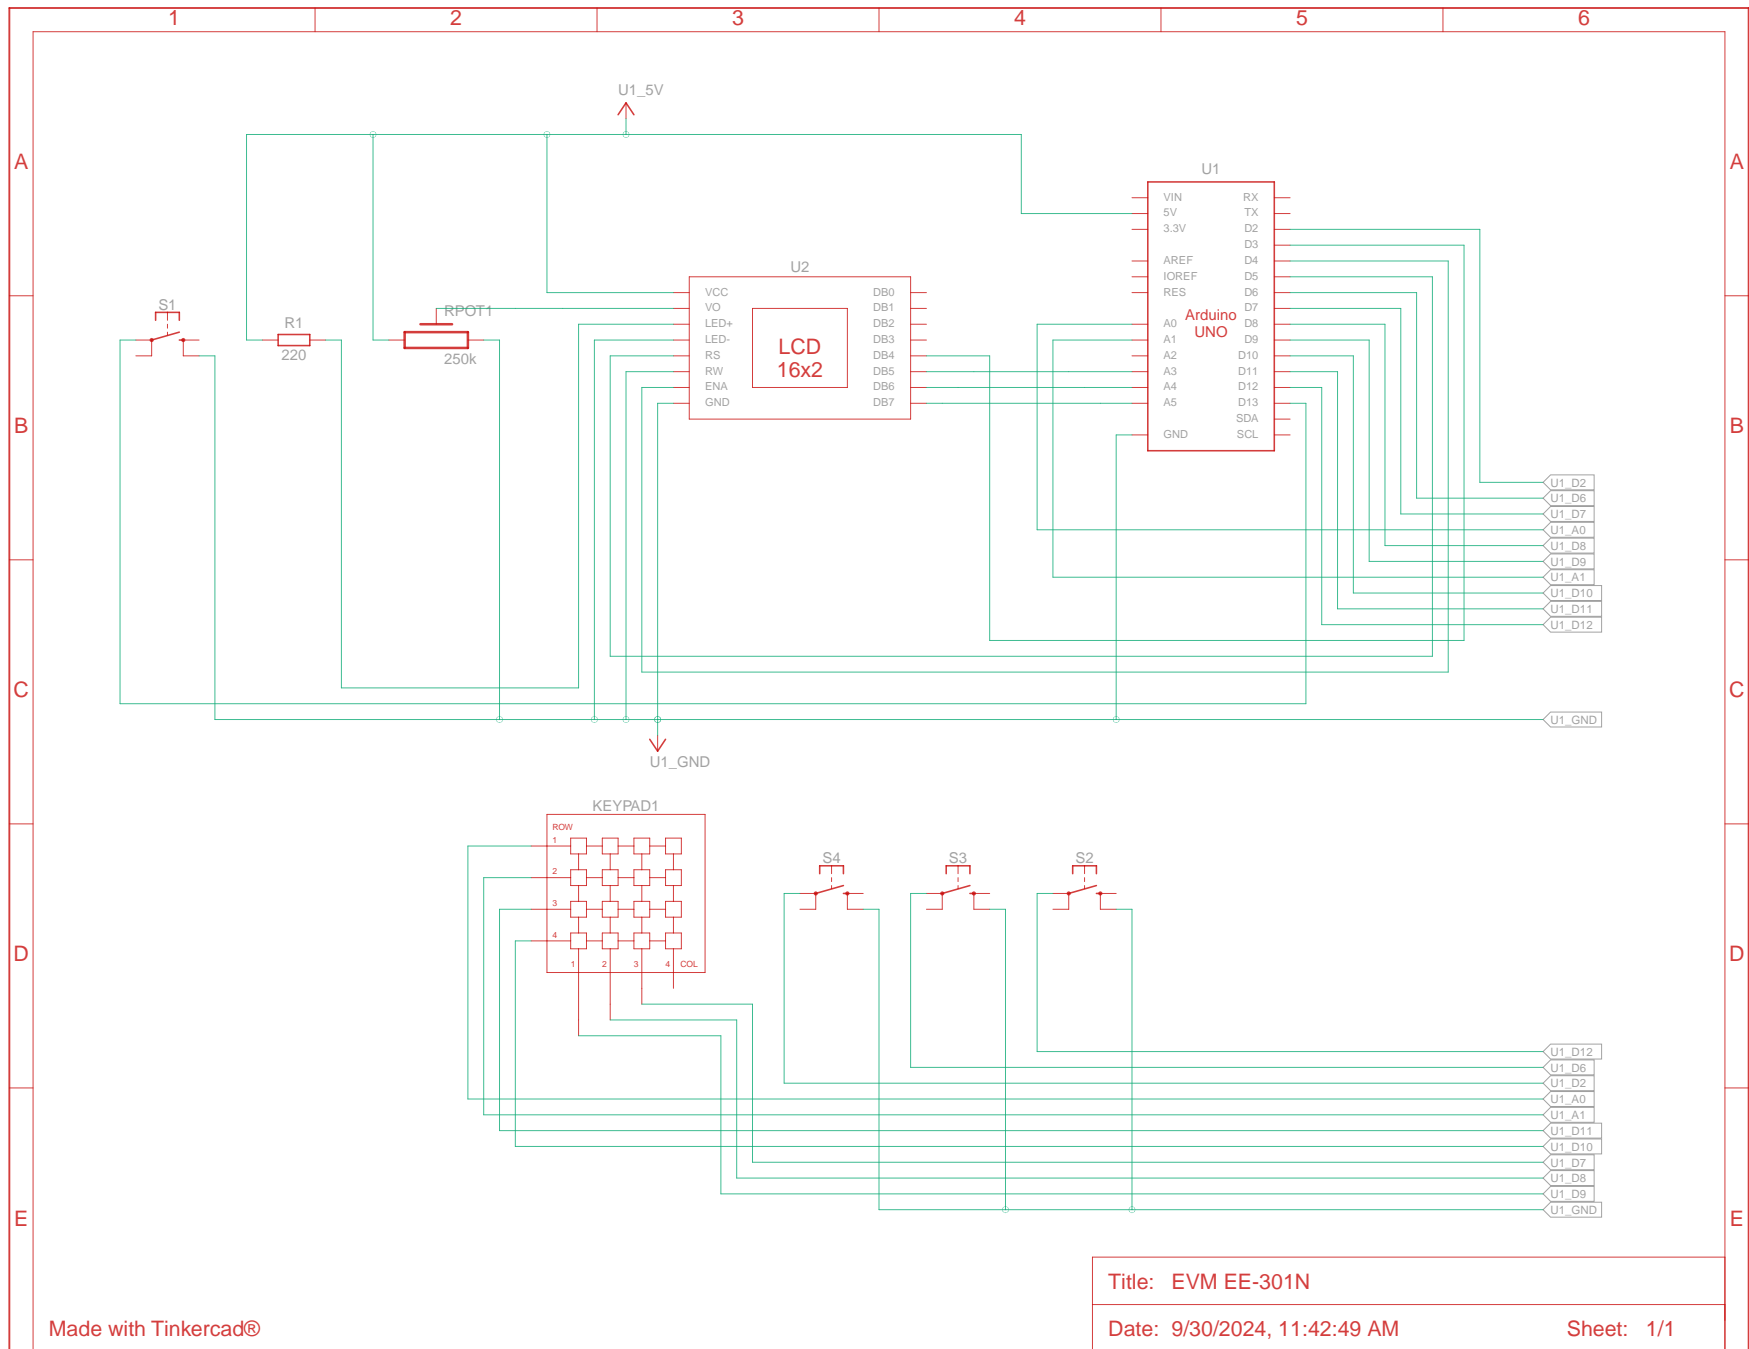 1 2 3 4 5 6
U1_5V
A A
U1
VIN RX
5V TX
3.3V D2
D3
AREF D4
IOREF D5
RES D6
D7
A0 D8
A1 D9
A2 D10
A3 D11
A4 D12
A5 D13
SDA
GND SCL
Arduino
UNO
U2
VCC DB0
VO DB1
LED+ DB2
LED- DB3
RS DB4
RW DB5
ENA DB6
GND DB7
LCD
16x2
S1
R1
220
RPOT1
250k
B B
U1_D2
U1_D6
U1_D7
U1_A0
U1_D8
U1_D9
U1_A1
U1_D10
U1_D11
U1_D12
C C
U1_GND
U1_GND
KEYPAD1
ROW
1
2
3
4
1 2 3 4 COL
S4 S3 S2
D D
U1_D12
U1_D6
U1_D2
U1_A0
U1_A1
U1_D11
U1_D10
U1_D7
U1_D8
U1_D9
U1_GND
E E
Title: EVM EE-301N
Made with Tinkercad®
Date: 9/30/2024, 11:42:49 AM Sheet: 1/1